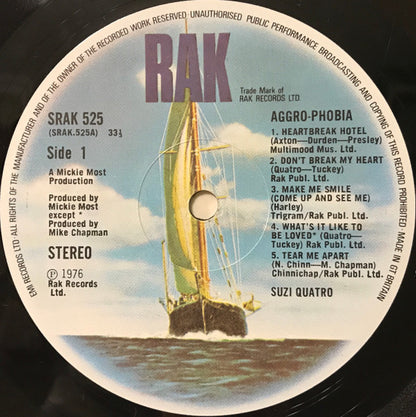 OF THE MANUFACTURER AND OF THE OWNER OF THE RECORDED WORK RESERVED UNAUTHORISED PUBLIC PERFORMANCE BROADCASTING AND COPYING OF THIS RECORD PROHIBITED MADE IN GT BRITAIN
EMI RECORDS LTD. ALL RIGHTS
RAK
Trade Mark of
RAK RECORDS LTD.
SRAK 525
(SRAK.525A) 33⅓
Side 1
A Mickie Most
Production
Produced by
Mickie Most
except *
Produced by
Mike Chapman
STEREO
Ⓟ 1976
Rak Records
Ltd.
AGGRO-PHOBIA
1. HEARTBREAK HOTEL
(Axton—Durden—Presley)
Multimood Mus. Ltd.
2. DON'T BREAK MY HEART
(Quatro—Tuckey)
Rak Publ. Ltd.
3. MAKE ME SMILE
(COME UP AND SEE ME)
(Harley)
Trigram/Rak Publ. Ltd.
4. WHAT'S IT LIKE TO
BE LOVED* (Quatro—
Tuckey) Rak Publ. Ltd.
5. TEAR ME APART
(N. Chinn—M. Chapman)
Chinnichap/Rak Publ. Ltd.
SUZI QUATRO